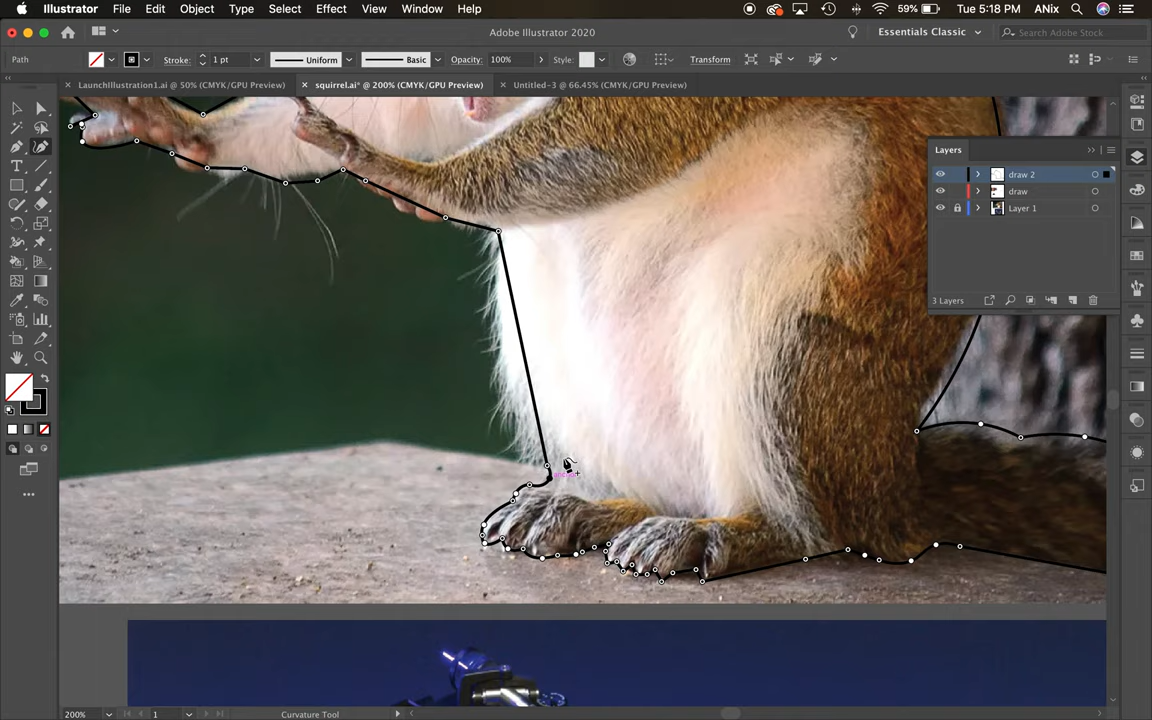 Illustrator File Edit Object Type Select Effect View Window Help 59% Tue 5:18 PM ANix
Adobe Illustrator 2020 Essentials Classic Search Adobe Stock
Path Stroke: 1 pt Uniform Basic Opacity: 100% Style: Transform
LaunchIllustration1.ai @ 50% (CMYK/GPU Preview) squirrel.ai* @ 200% (CMYK/GPU Preview) Untitled-3 @ 66.45% (CMYK/GPU Preview)
Layers
draw 2
draw
Layer 1
3 Layers
200% 1 Curvature Tool